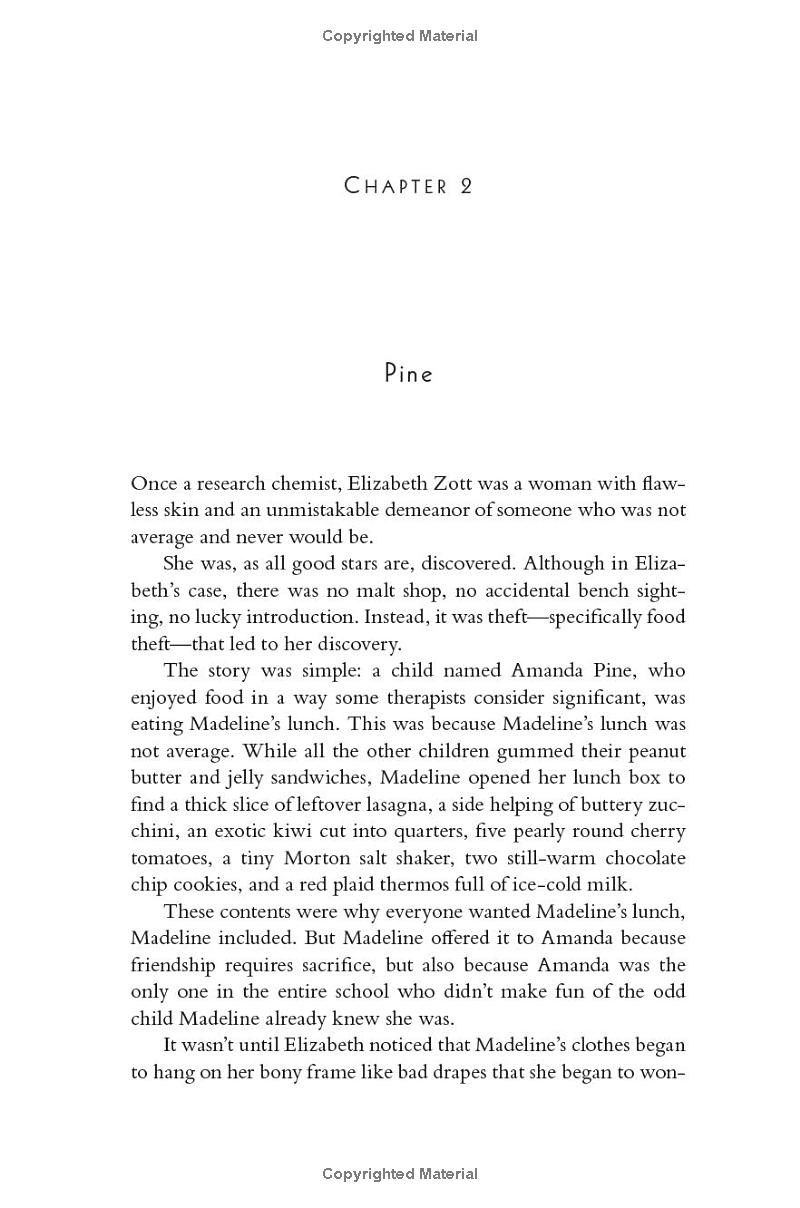 Copyrighted Material
CHAPTER 2
Pine
Once a research chemist, Elizabeth Zott was a woman with flaw-
less skin and an unmistakable demeanor of someone who was not
average and never would be.
She was, as all good stars are, discovered. Although in Eliza-
beth's case, there was no malt shop, no accidental bench sight-
ing, no lucky introduction. Instead, it was theft—specifically food
theft—that led to her discovery.
The story was simple: a child named Amanda Pine, who
enjoyed food in a way some therapists consider significant, was
eating Madeline's lunch. This was because Madeline's lunch was
not average. While all the other children gummed their peanut
butter and jelly sandwiches, Madeline opened her lunch box to
find a thick slice of leftover lasagna, a side helping of buttery zuc-
chini, an exotic kiwi cut into quarters, five pearly round cherry
tomatoes, a tiny Morton salt shaker, two still-warm chocolate
chip cookies, and a red plaid thermos full of ice-cold milk.
These contents were why everyone wanted Madeline's lunch,
Madeline included. But Madeline offered it to Amanda because
friendship requires sacrifice, but also because Amanda was the
only one in the entire school who didn't make fun of the odd
child Madeline already knew she was.
It wasn't until Elizabeth noticed that Madeline's clothes began
to hang on her bony frame like bad drapes that she began to won-
Copyrighted Material